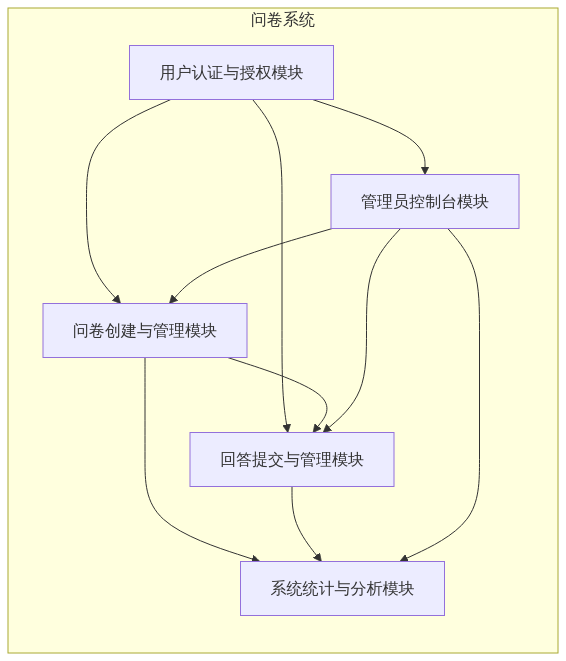 问卷系统
用户认证与授权模块
管理员控制台模块
问卷创建与管理模块
回答提交与管理模块
系统统计与分析模块